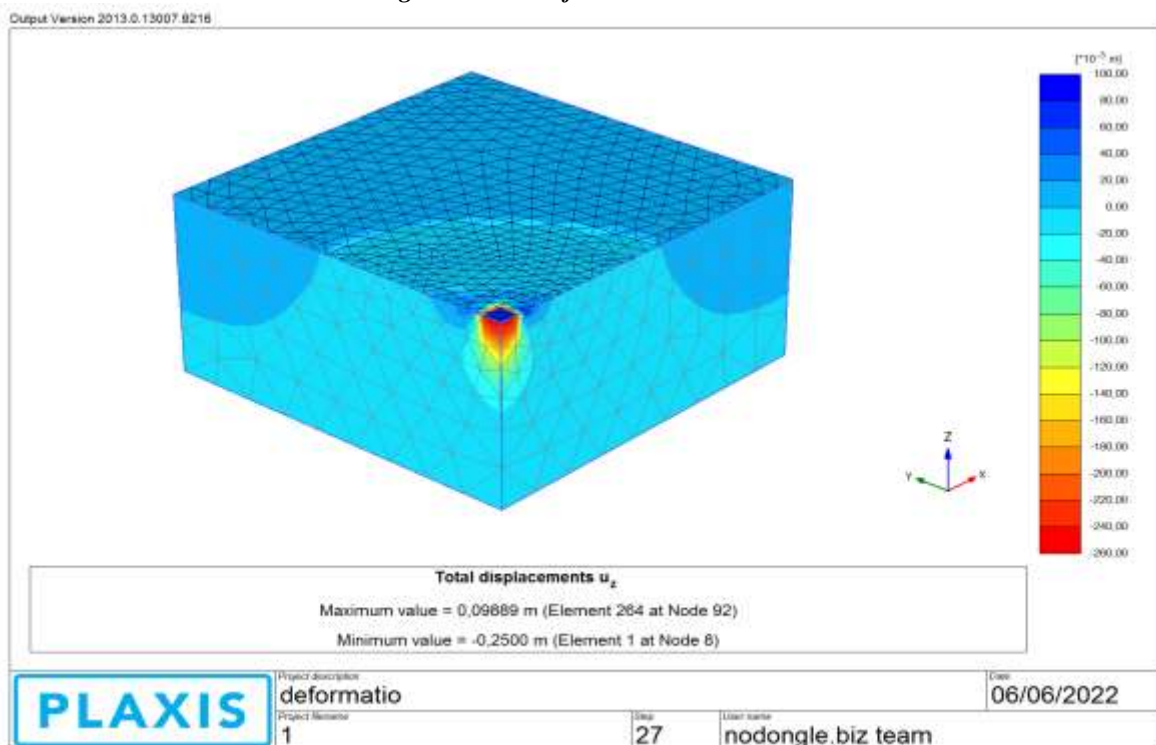 Output Version 2013.0.13007.8216
[*10⁻³ m]
100,00
80,00
60,00
40,00
20,00
0,00
-20,00
-40,00
-60,00
-80,00
-100,00
-120,00
-140,00
-160,00
-180,00
-200,00
-220,00
-240,00
-260,00
Z
Y
X
Total displacements u_z
Maximum value = 0,09889 m (Element 264 at Node 92)
Minimum value = -0,2500 m (Element 1 at Node 8)
PLAXIS
Project description
deformatio
Date
06/06/2022
Project filename
1
Step
27
User name
nodongle.biz team